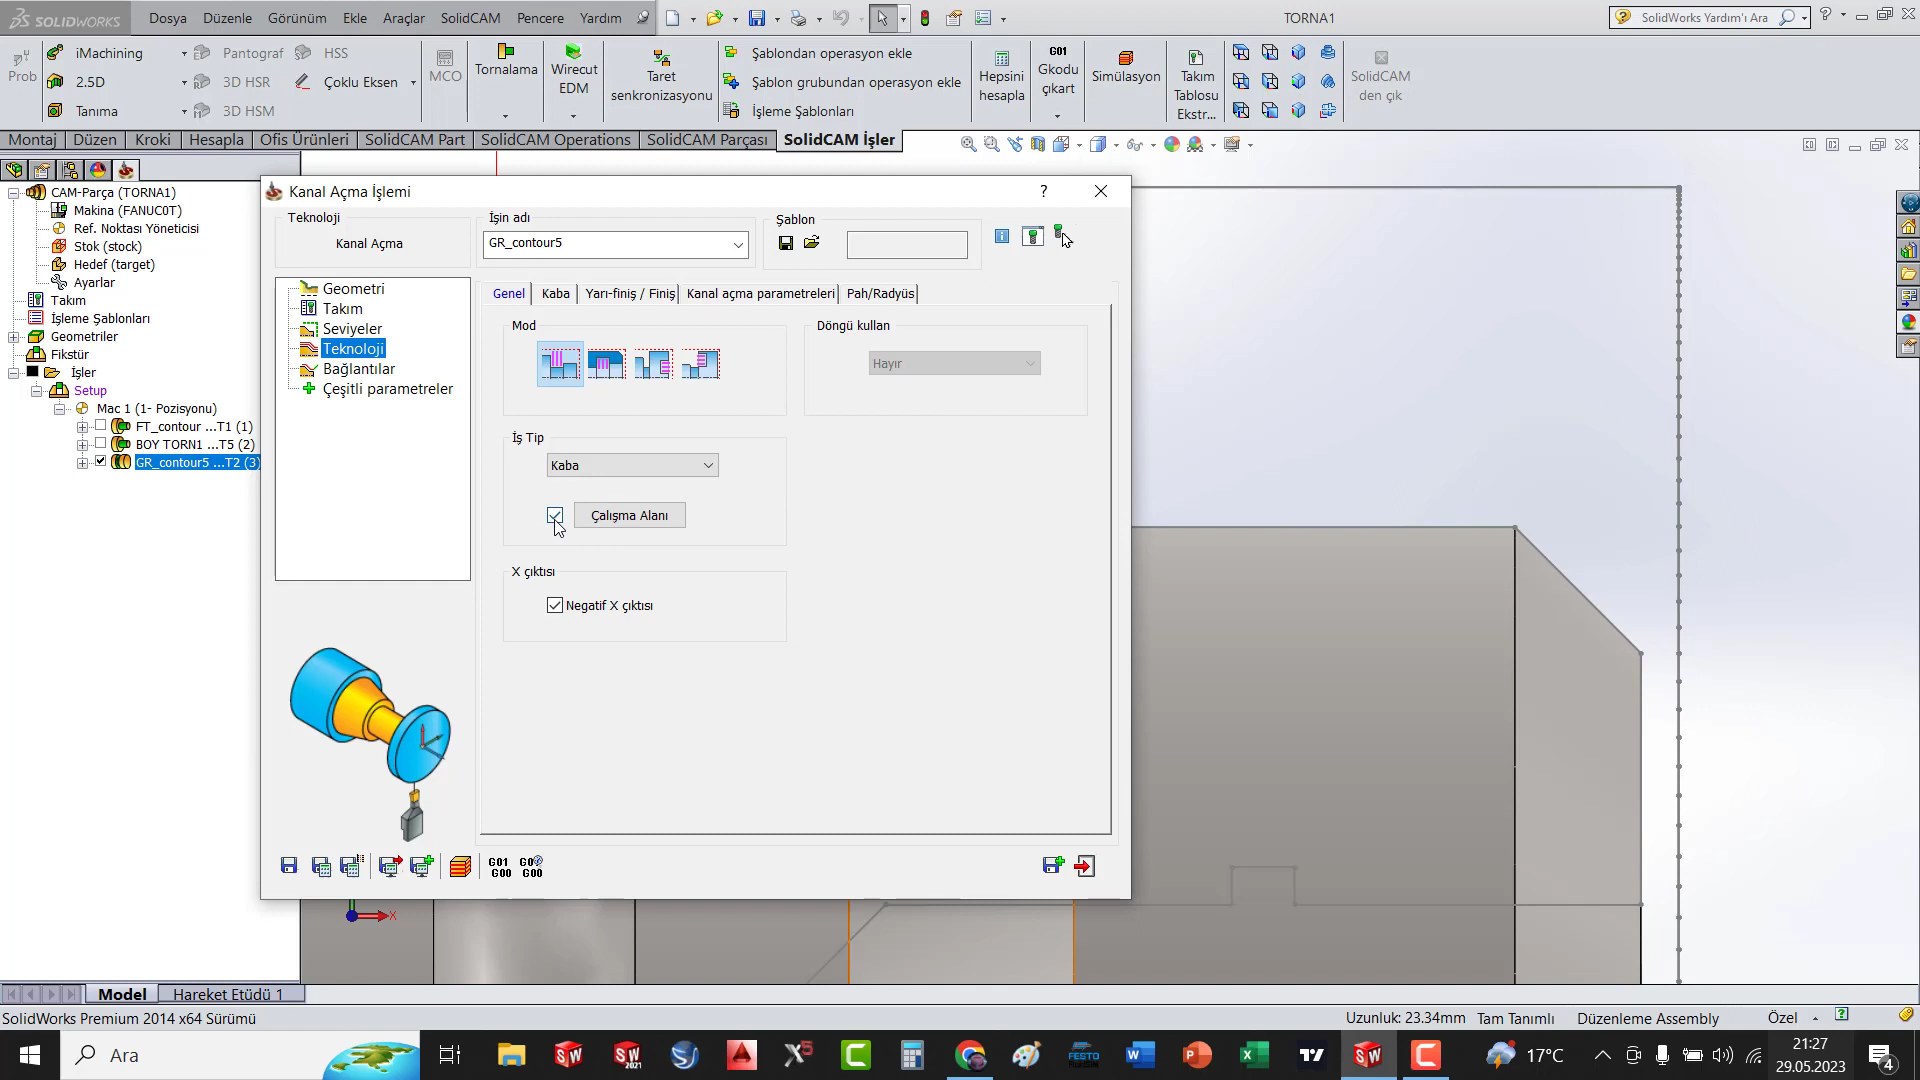 SOLIDWORKS Dosya Düzenle Görünüm Ekle Araçlar SolidCAM Pencere Yardım TORNA1 SolidWorks Yardım'ı Ara
Prob
iMachining
2.5D
Tanıma
Pantograf
3D HSR
3D HSM
HSS
Çoklu Eksen
MCO
Tornalama
Wirecut
EDM
Taret
senkronizasyonu
Şablondan operasyon ekle
Şablon grubundan operasyon ekle
İşleme Şablonları
Hepsini
hesapla
G01
Gkodu
çıkart
Simülasyon
Takım
Tablosu
Ekstr...
SolidCAM
den çık
Montaj Düzen Kroki Hesapla Ofis Ürünleri SolidCAM Part SolidCAM Operations SolidCAM Parçası SolidCAM İşler
CAM-Parça (TORNA1)
Makina (FANUC0T)
Ref. Noktası Yöneticisi
Stok (stock)
Hedef (target)
Ayarlar
Takım
İşleme Şablonları
Geometriler
Fikstür
İşler
Setup
Mac 1 (1- Pozisyonu)
FT_contour ...T1 (1)
BOY TORN1 ...T5 (2)
GR_contour5 ...T2 (3)
Kanal Açma İşlemi
?
Teknoloji
Kanal Açma
İşin adı
GR_contour5
Şablon
Geometri
Takım
Seviyeler
Teknoloji
Bağlantılar
Çeşitli parametreler
Genel Kaba Yarı-finiş / Finiş Kanal açma parametreleri Pah/Radyüs
Mod
Döngü kullan
Hayır
İş Tip
Kaba
Çalışma Alanı
X çıktısı
Negatif X çıktısı
G01
G00
G00
X
Model Hareket Etüdü 1
SolidWorks Premium 2014 x64 Sürümü
Uzunluk: 23.34mm Tam Tanımlı Düzenleme Assembly Özel
Ara
17°C
21:27
29.05.2023
4